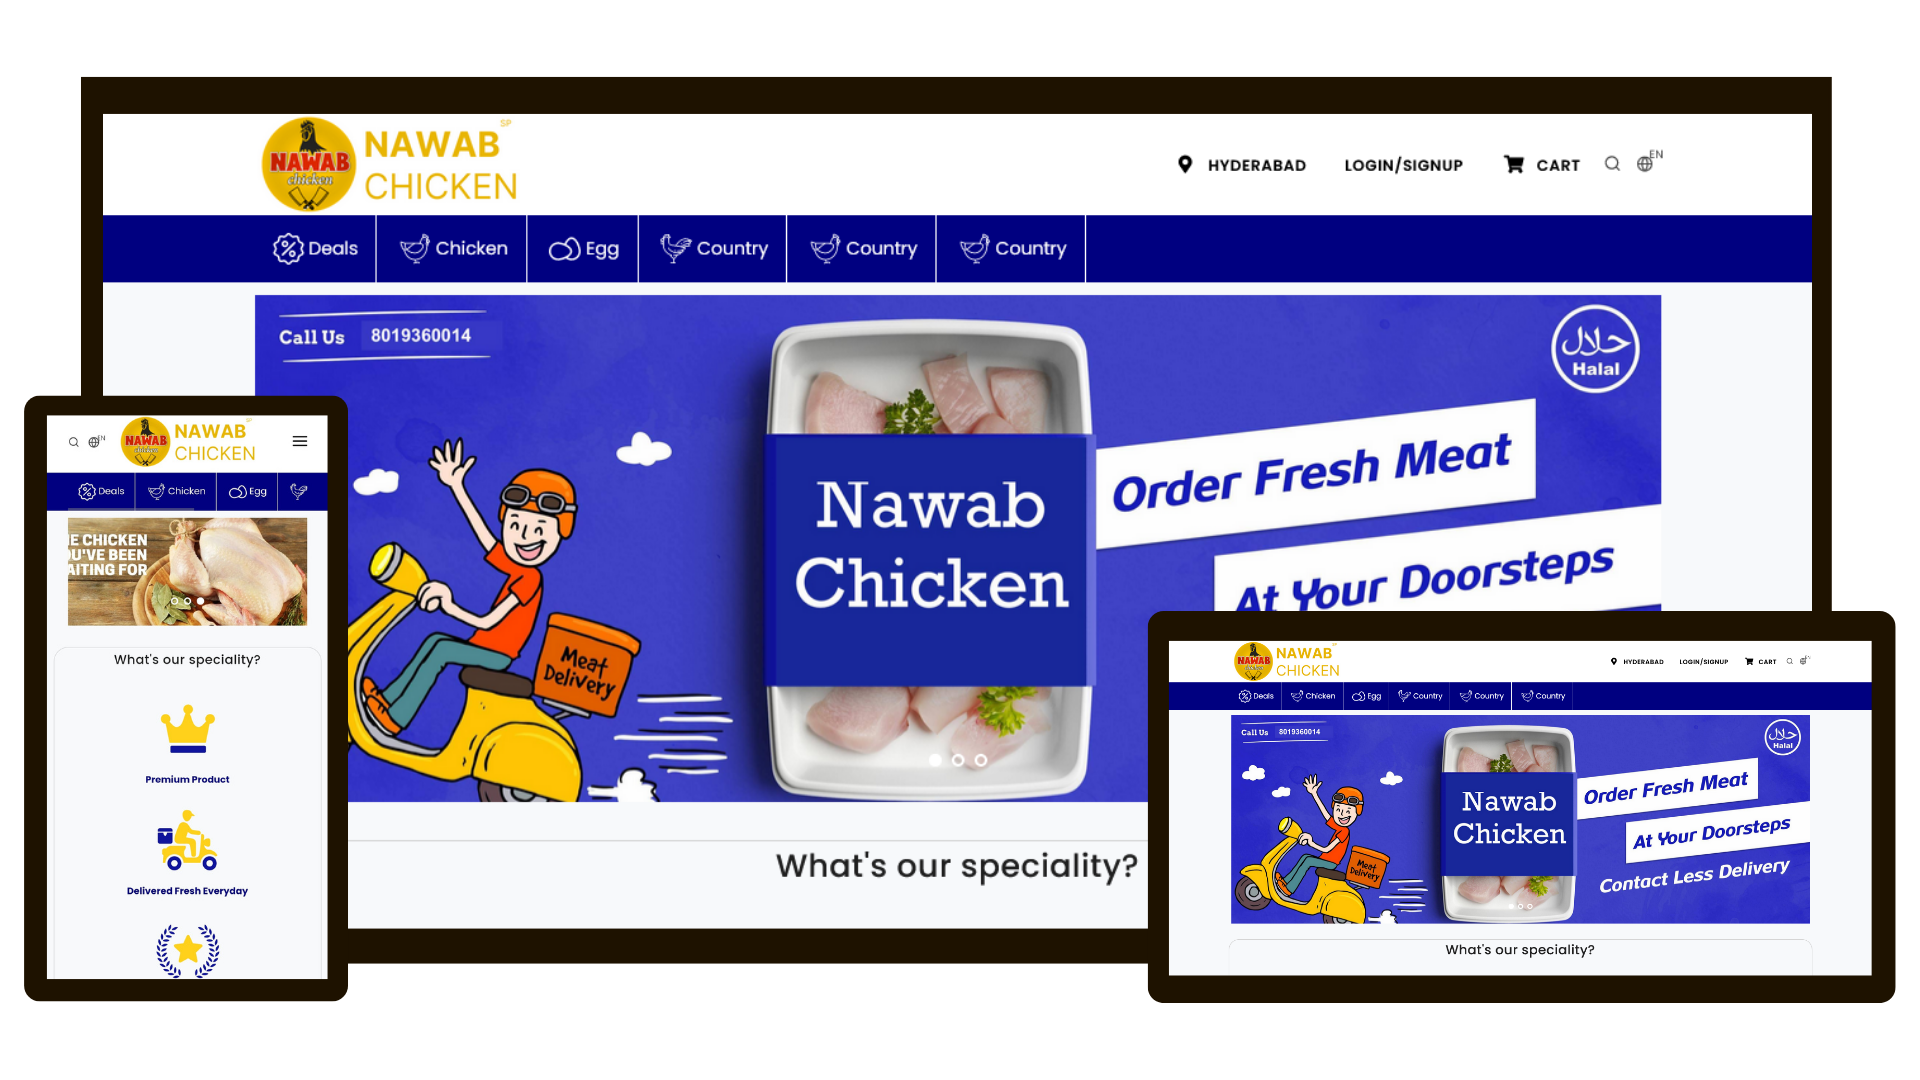 SP
NAWAB
CHICKEN
NAWAB
chicken
HYDERABAD
LOGIN/SIGNUP
CART
EN
Deals
Chicken
Egg
Country
Country
Country
Call Us 8019360014
حلال
Halal
Nawab
Chicken
Order Fresh Meat
At Your Doorsteps
Meat
Delivery
What's our speciality?
EN
NAWAB
chicken
NAWAB
CHICKEN
Deals
Chicken
Egg
E CHICKEN
U'VE BEEN
AITING FOR
What's our speciality?
Premium Product
Delivered Fresh Everyday
NAWAB
chicken
NAWAB
CHICKEN
HYDERABAD
LOGIN/SIGNUP
CART
Deals
Chicken
Egg
Country
Country
Country
Call Us 8019360014
حلال
Halal
Nawab
Chicken
Order Fresh Meat
At Your Doorsteps
Contact Less Delivery
Meat
Delivery
What's our speciality?